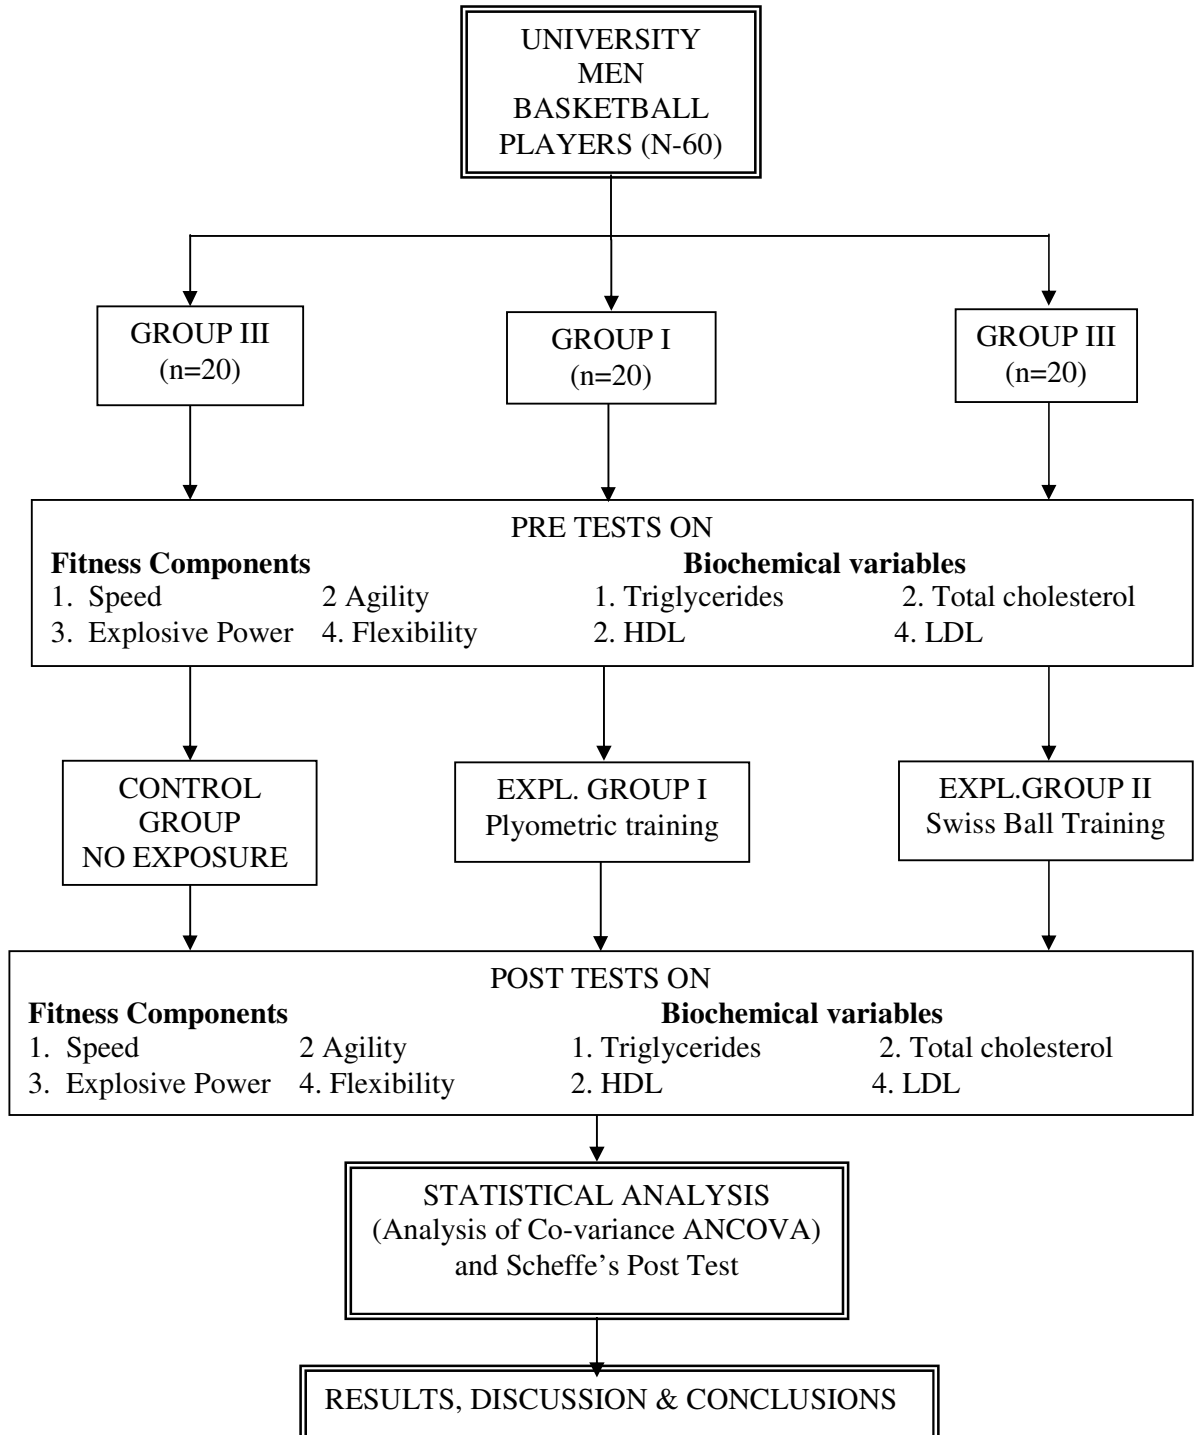 UNIVERSITY
MEN
BASKETBALL
PLAYERS (N-60)
GROUP III
(n=20)
GROUP I
(n=20)
GROUP III
(n=20)
PRE TESTS ON
Fitness Components Biochemical variables
1. Speed 2 Agility 1. Triglycerides 2. Total cholesterol
3. Explosive Power 4. Flexibility 2. HDL 4. LDL
CONTROL
GROUP
NO EXPOSURE
EXPL. GROUP I
Plyometric training
EXPL.GROUP II
Swiss Ball Training
POST TESTS ON
Fitness Components Biochemical variables
1. Speed 2 Agility 1. Triglycerides 2. Total cholesterol
3. Explosive Power 4. Flexibility 2. HDL 4. LDL
STATISTICAL ANALYSIS
(Analysis of Co-variance ANCOVA)
and Scheffe’s Post Test
RESULTS, DISCUSSION & CONCLUSIONS